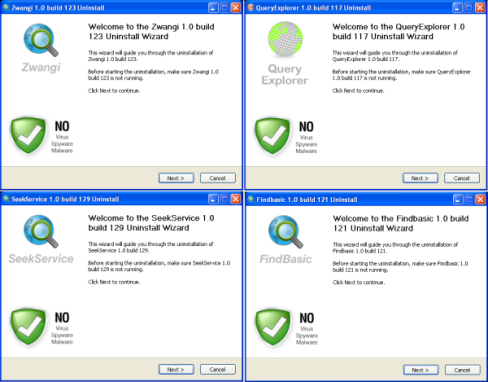 Zwangi 1.0 build 123 Uninstall
Welcome to the Zwangi 1.0 build
123 Uninstall Wizard
This wizard will guide you through the uninstallation of
Zwangi 1.0 build 123.
Before starting the uninstallation, make sure Zwangi 1.0
build 123 is not running.
Click Next to continue.
Zwangi
NO
Virus
Spyware
Malware
Next >
Cancel
QueryExplorer 1.0 build 117 Uninstall
Welcome to the QueryExplorer 1.0
build 117 Uninstall Wizard
This wizard will guide you through the uninstallation of
QueryExplorer 1.0 build 117.
Before starting the uninstallation, make sure QueryExplorer
1.0 build 117 is not running.
Click Next to continue.
Query
Explorer
NO
Virus
Spyware
Malware
Next >
Cancel
SeekService 1.0 build 129 Uninstall
Welcome to the SeekService 1.0
build 129 Uninstall Wizard
This wizard will guide you through the uninstallation of
SeekService 1.0 build 129.
Before starting the uninstallation, make sure SeekService 1.0
build 129 is not running.
Click Next to continue.
SeekService
NO
Virus
Spyware
Malware
Next >
Cancel
Findbasic 1.0 build 121 Uninstall
Welcome to the Findbasic 1.0 build
121 Uninstall Wizard
This wizard will guide you through the uninstallation of
Findbasic 1.0 build 121.
Before starting the uninstallation, make sure Findbasic 1.0
build 121 is not running.
Click Next to continue.
FindBasic
NO
Virus
Spyware
Malware
Next >
Cancel